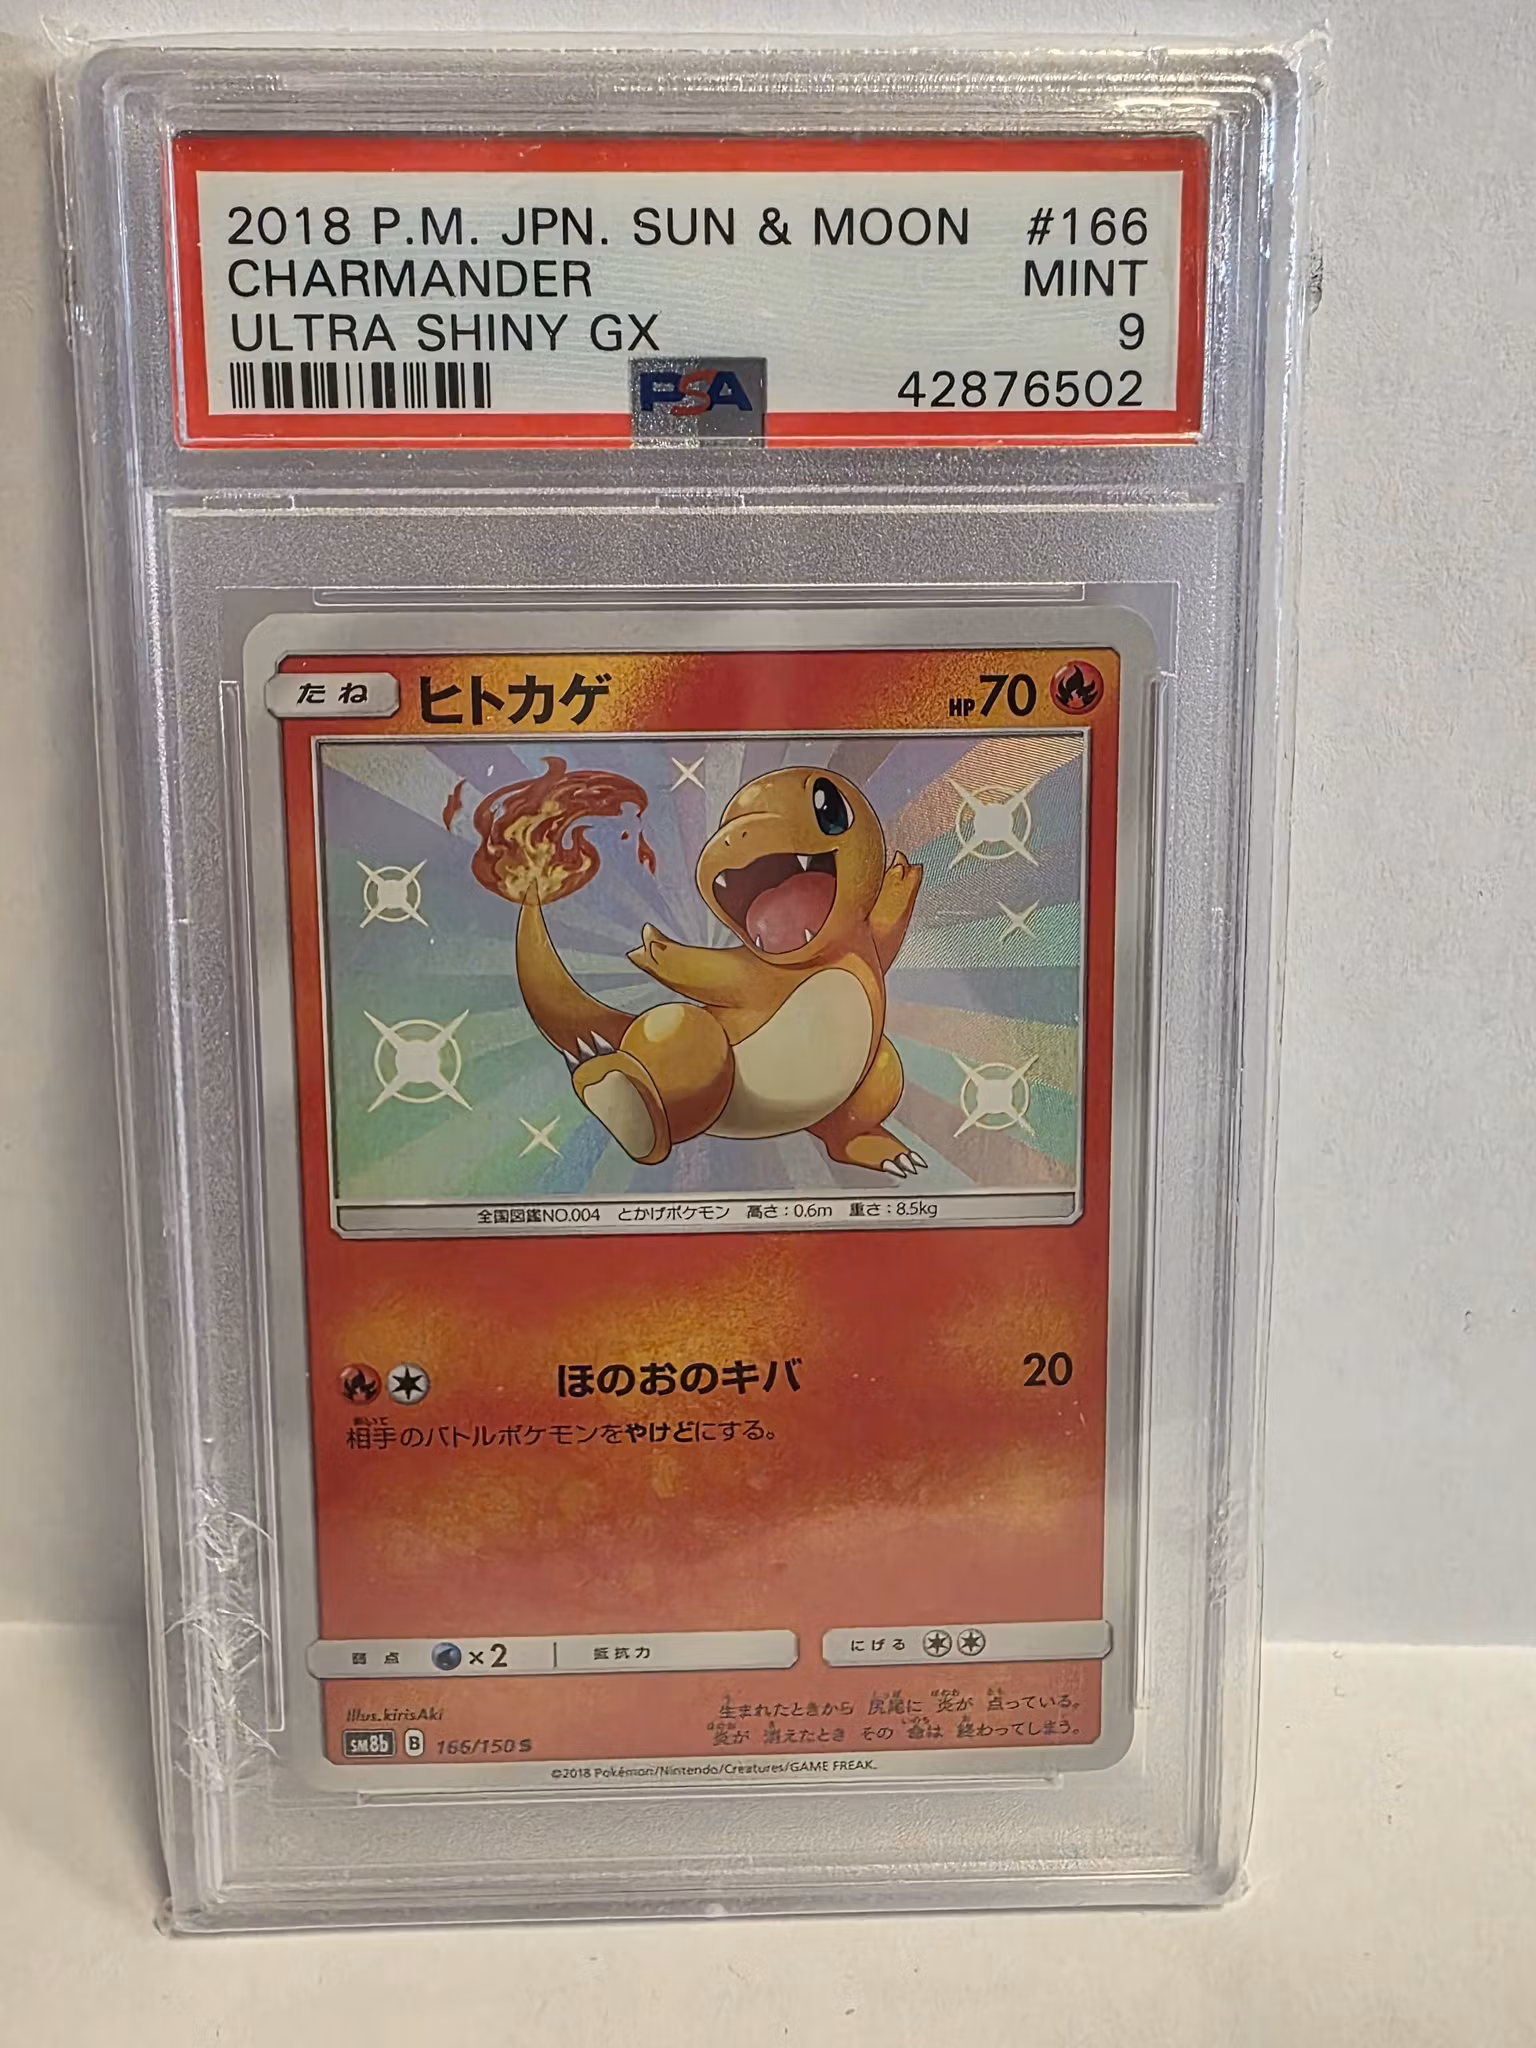 2018 P.M. JPN. SUN & MOON #166
CHARMANDER MINT
ULTRA SHINY GX 9
PSA 42876502
たね ヒトカゲ HP70
全国図鑑NO.004 とかげポケモン 高さ:0.6m 重さ:8.5kg
ほのおのキバ 20
相手のバトルポケモンをやけどにする。
弱点 ×2 抵抗力 にげる
Illus.kirisAki
生まれたときから 尻尾に 炎が 点っている。
炎が 消えたとき その 命は 終わってしまう。
SM8b B 166/150 S
©2018 Pokémon/Nintendo/Creatures/GAME FREAK.